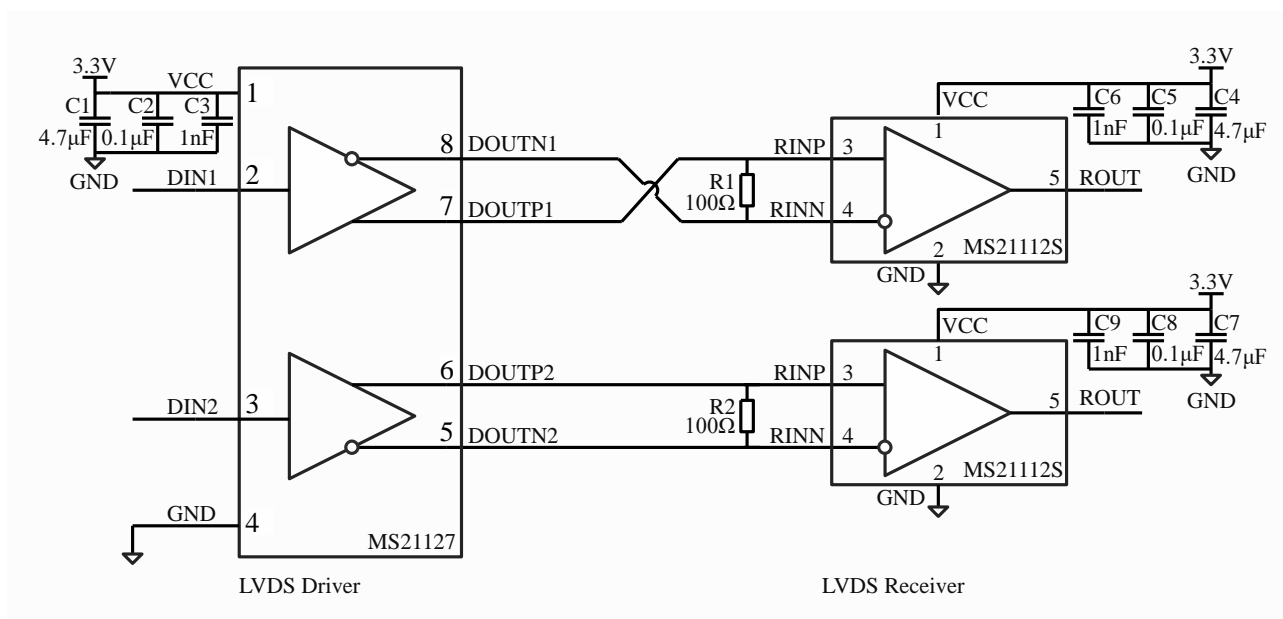 3.3V
VCC
C1
C2
C3
4.7μF
0.1μF
1nF
GND
1
DIN1
2
8
DOUTN1
7
DOUTP1
DIN2
3
6
DOUTP2
5
DOUTN2
GND
4
MS21127
LVDS Driver
R1
100Ω
RINP
3
RINN
4
VCC
1
3.3V
C6
C5
C4
1nF
0.1μF
4.7μF
GND
5
ROUT
2
GND
MS21112S
R2
100Ω
RINP
3
RINN
4
VCC
1
3.3V
C9
C8
C7
1nF
0.1μF
4.7μF
GND
5
ROUT
2
GND
MS21112S
LVDS Receiver